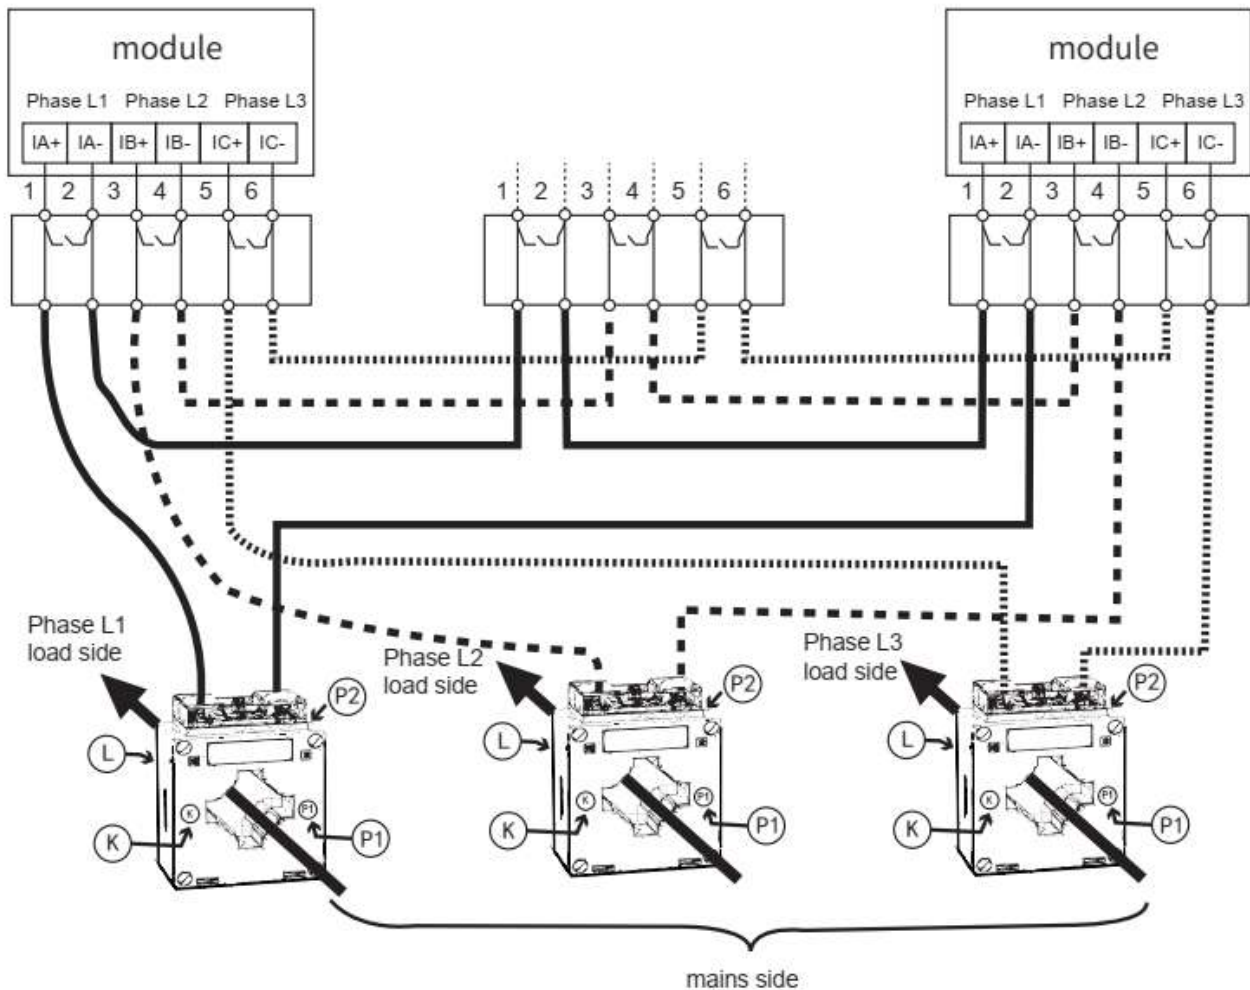 module
module
Phase L1 Phase L2 Phase L3
Phase L1 Phase L2 Phase L3
IA+ IA- IB+ IB- IC+ IC-
IA+ IA- IB+ IB- IC+ IC-
1 2 3 4 5 6
1 2 3 4 5 6
1 2 3 4 5 6
Phase L1
load side
Phase L2
load side
Phase L3
load side
P2
P2
P2
L
L
L
K
P1
K
P1
K
P1
K
P1
K
P1
K
P1
mains side